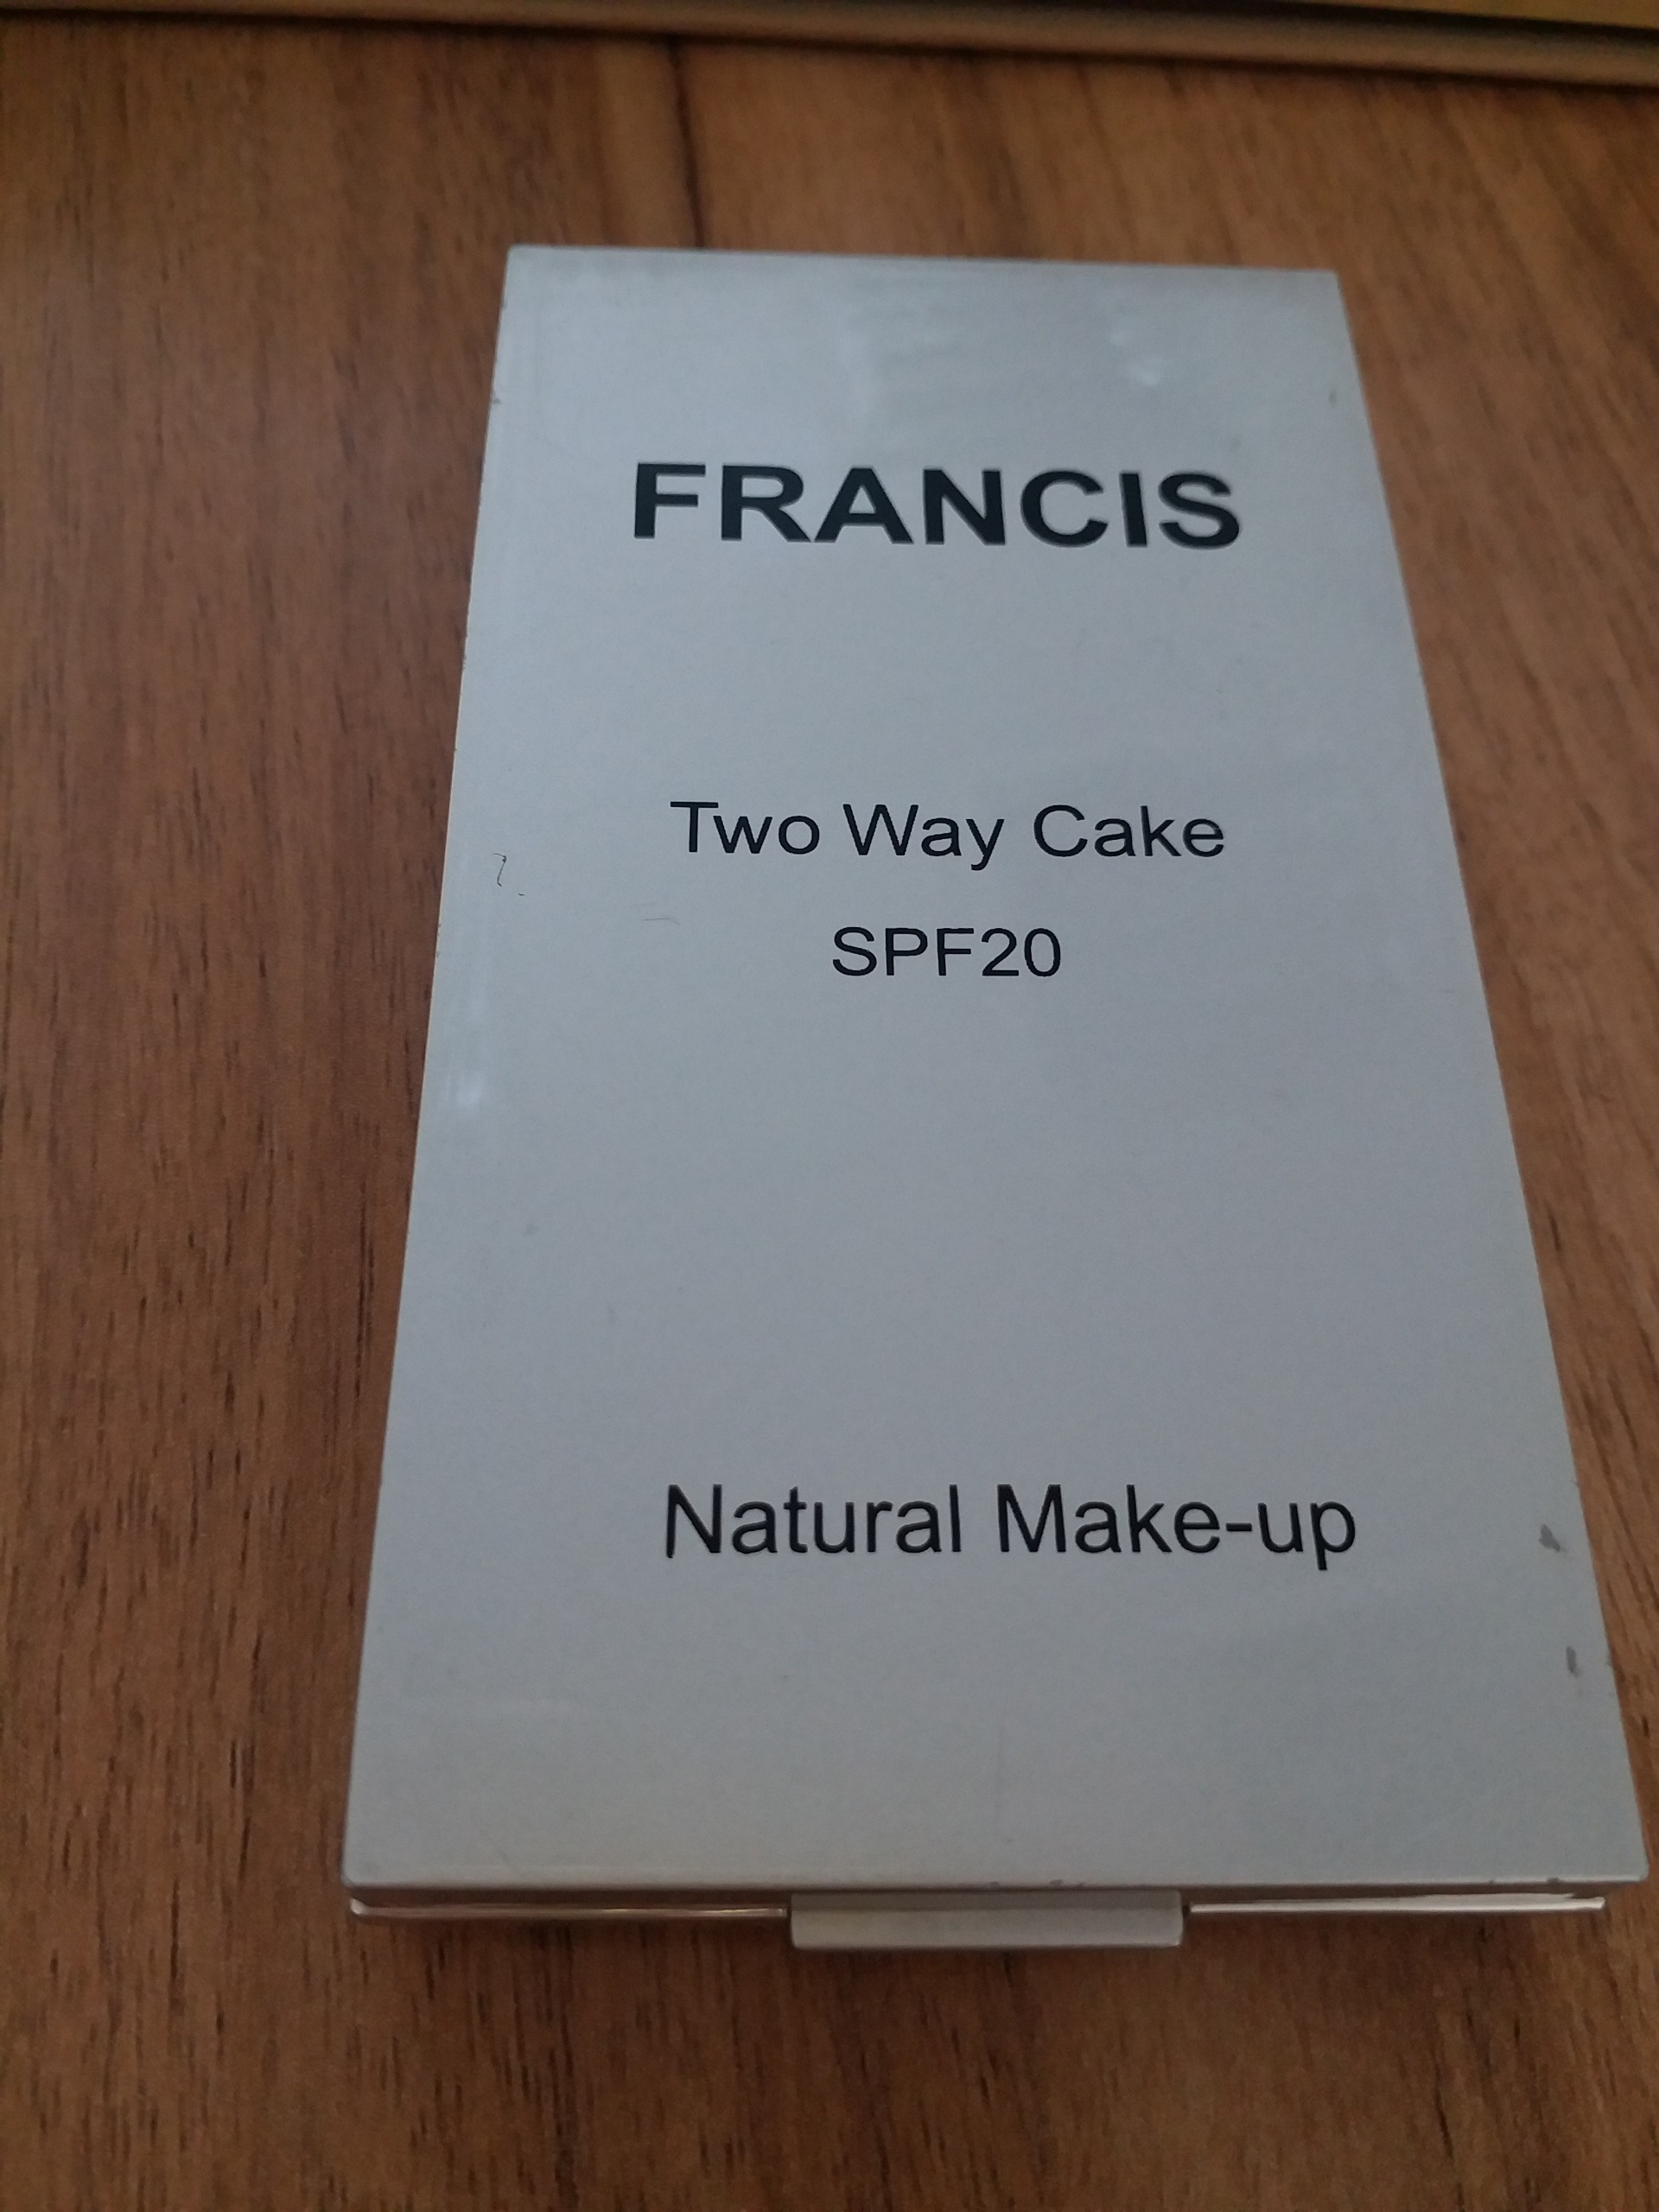 FRANCIS
Two Way Cake
SPF20
Natural Make-up